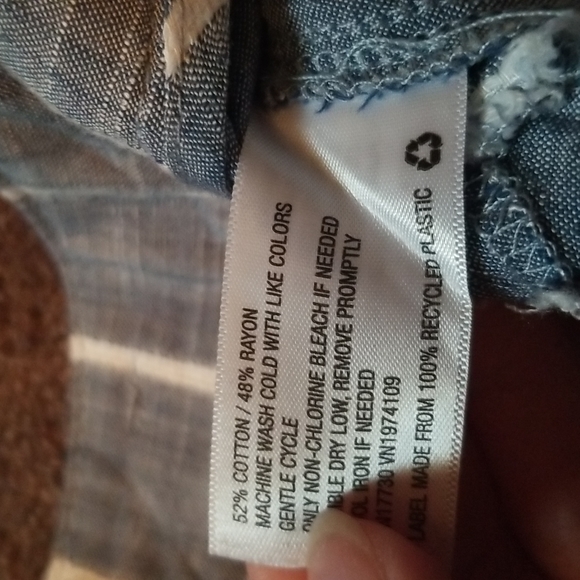 52% COTTON / 48% RAYON
MACHINE WASH COLD WITH LIKE COLORS
GENTLE CYCLE
ONLY NON-CHLORINE BLEACH IF NEEDED
DRY LOW, REMOVE PROMPTLY
IRON IF NEEDED
VN1974109
LABEL MADE FROM 100% RECYCLED PLASTIC